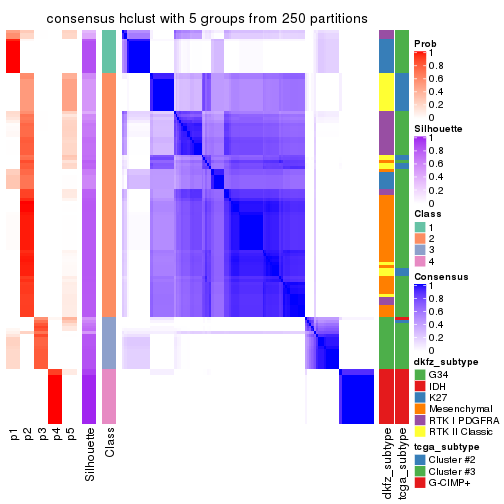 consensus hclust with 5 groups from 250 partitions
Prob
1
0.8
0.6
0.4
0.2
0
Silhouette
1
0.8
0.6
0.4
0.2
0
Class
1
2
3
4
Consensus
1
0.8
0.6
0.4
0.2
0
dkfz_subtype
G34
IDH
K27
Mesenchymal
RTK I PDGFRA
RTK II Classic
tcga_subtype
Cluster #2
Cluster #3
G-CIMP+
p1
p2
p3
p4
p5
Silhouette
Class
dkfz_subtype
tcga_subtype